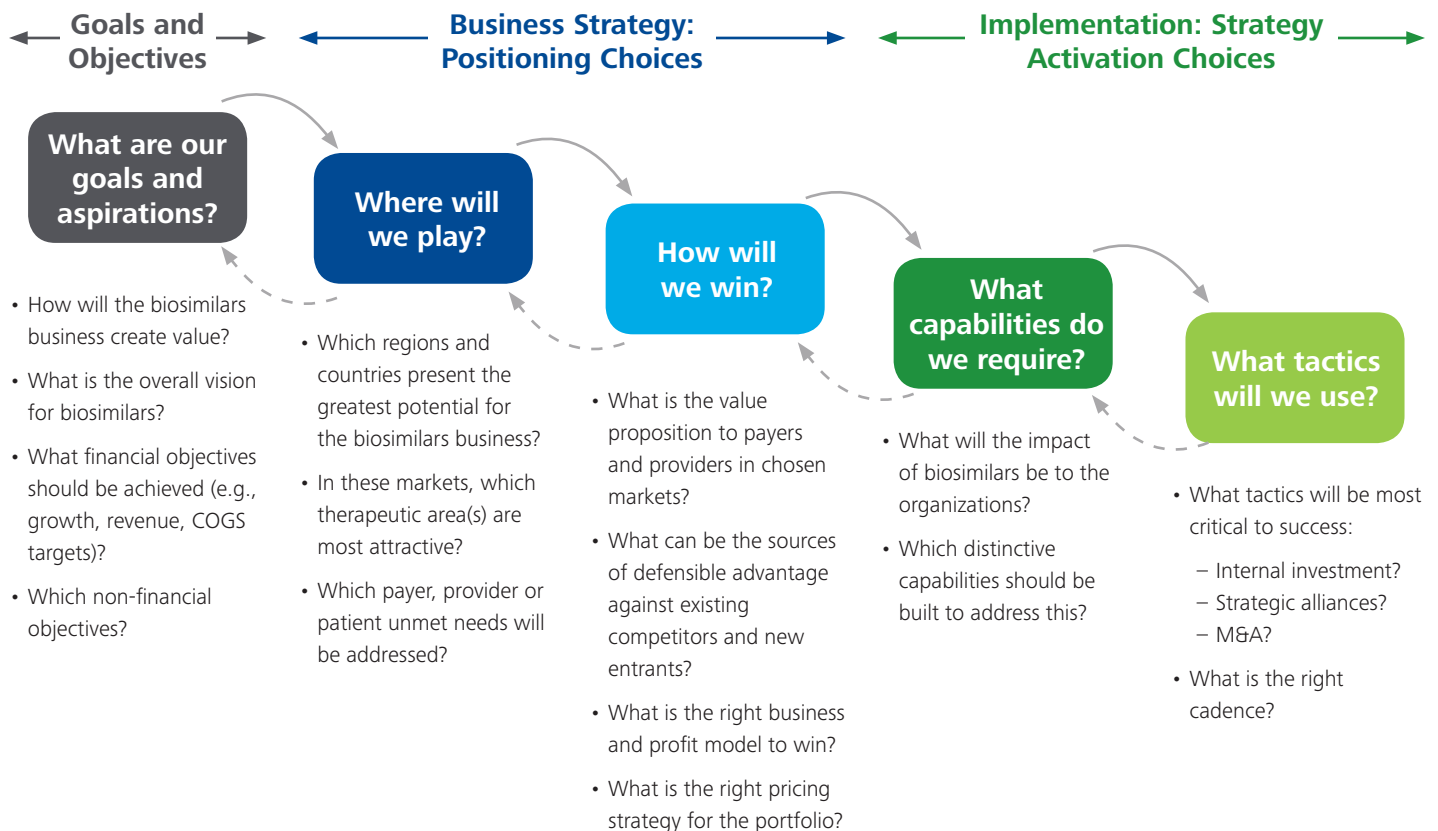 Goals and
Objectives
Business Strategy:
Positioning Choices
Implementation: Strategy
Activation Choices
What are our
goals and
aspirations?
• How will the biosimilars
business create value?
• What is the overall vision
for biosimilars?
• What financial objectives
should be achieved (e.g.,
growth, revenue, COGS
targets)?
• Which non-financial
objectives?
Where will
we play?
• Which regions and
countries present the
greatest potential for
the biosimilars business?
• In these markets, which
therapeutic area(s) are
most attractive?
• Which payer, provider or
patient unmet needs will
be addressed?
How will
we win?
• What is the value
proposition to payers
and providers in chosen
markets?
• What can be the sources
of defensible advantage
against existing
competitors and new
entrants?
• What is the right business
and profit model to win?
• What is the right pricing
strategy for the portfolio?
What
capabilities do
we require?
• What will the impact
of biosimilars be to the
organizations?
• Which distinctive
capabilities should be
built to address this?
What tactics
will we use?
• What tactics will be most
critical to success:
– Internal investment?
– Strategic alliances?
– M&A?
• What is the right
cadence?